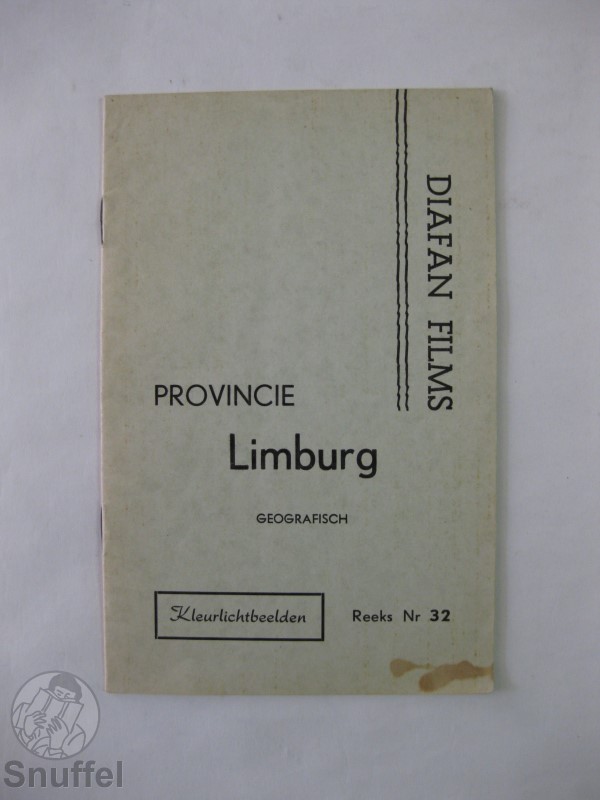 DIAFAN FILMS
PROVINCIE
Limburg
GEOGRAFISCH
Kleurlichtbeelden
Reeks Nr 32
Snuffel